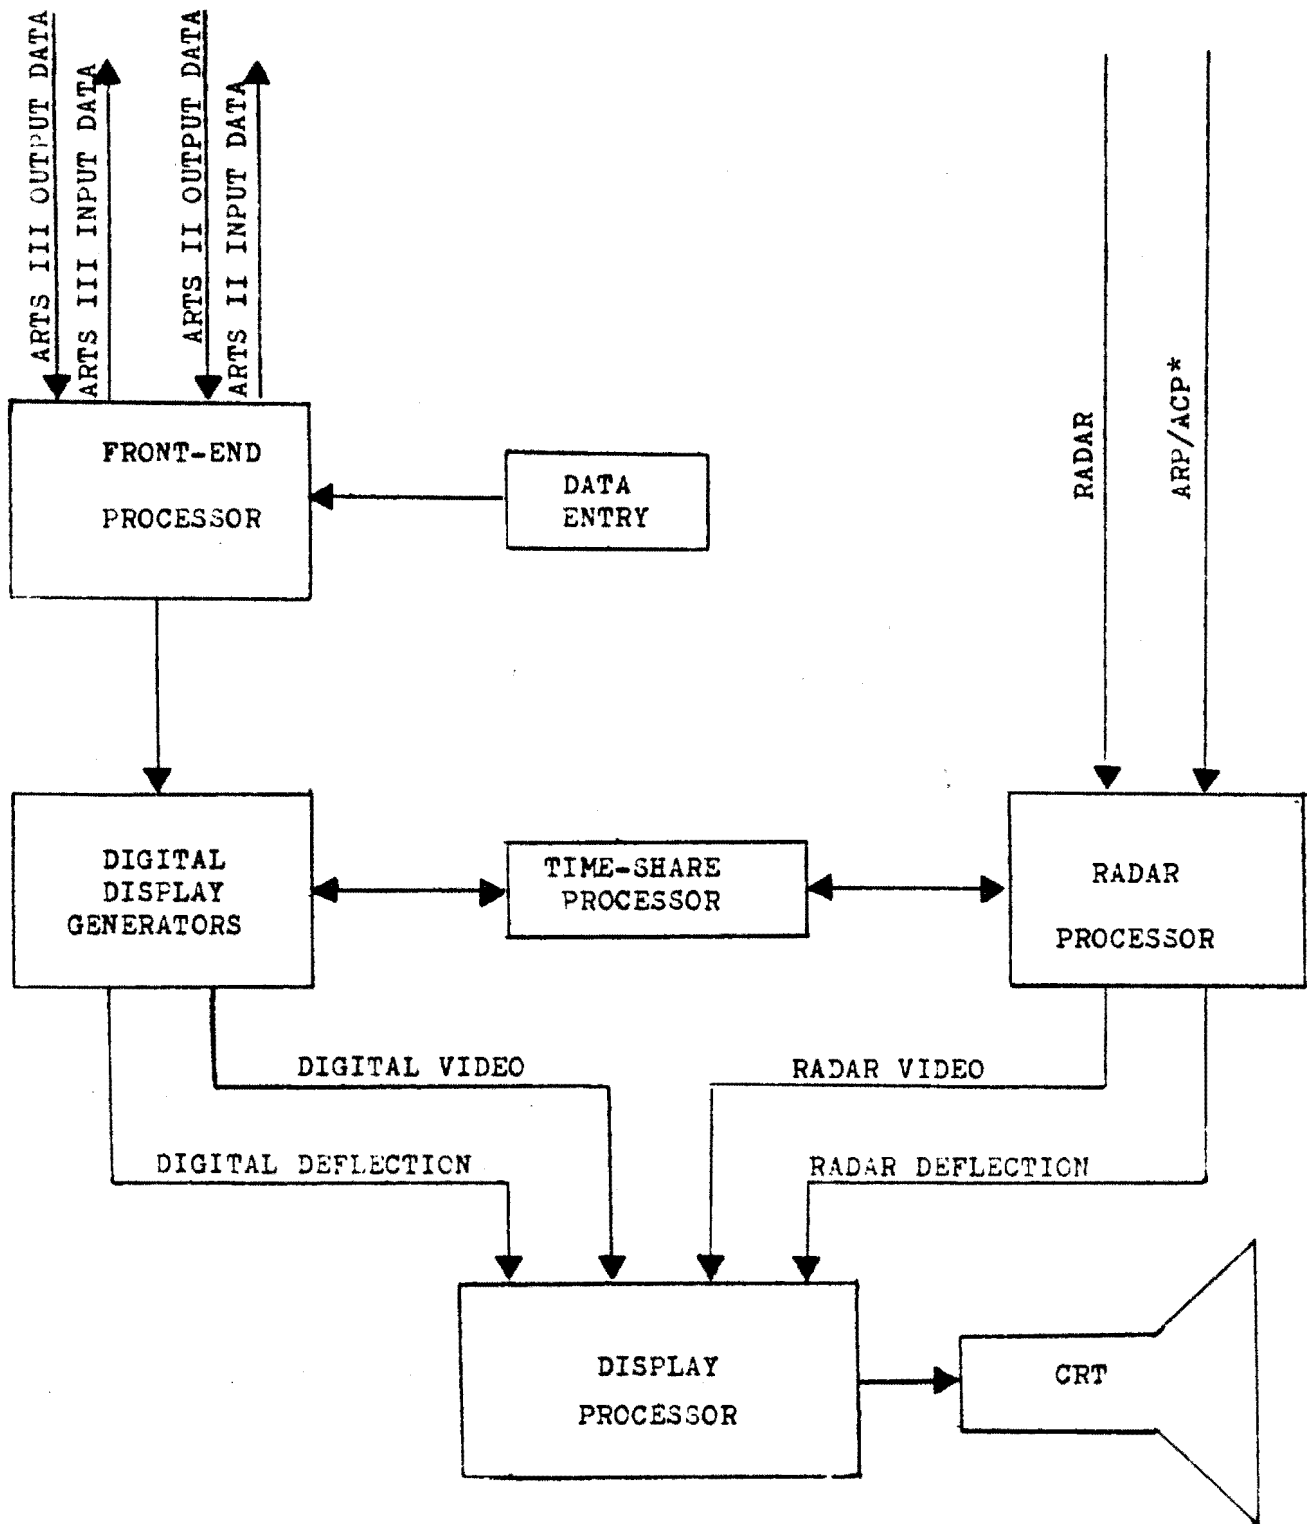 ARTS III OUTPUT DATA
ARTS III INPUT DATA
ARTS II OUTPUT DATA
ARTS II INPUT DATA
RADAR
ARP/ACP*
FRONT-END
PROCESSOR
DATA
ENTRY
DIGITAL
DISPLAY
GENERATORS
TIME-SHARE
PROCESSOR
RADAR
PROCESSOR
DIGITAL VIDEO
RADAR VIDEO
DIGITAL DEFLECTION
RADAR DEFLECTION
DISPLAY
PROCESSOR
CRT